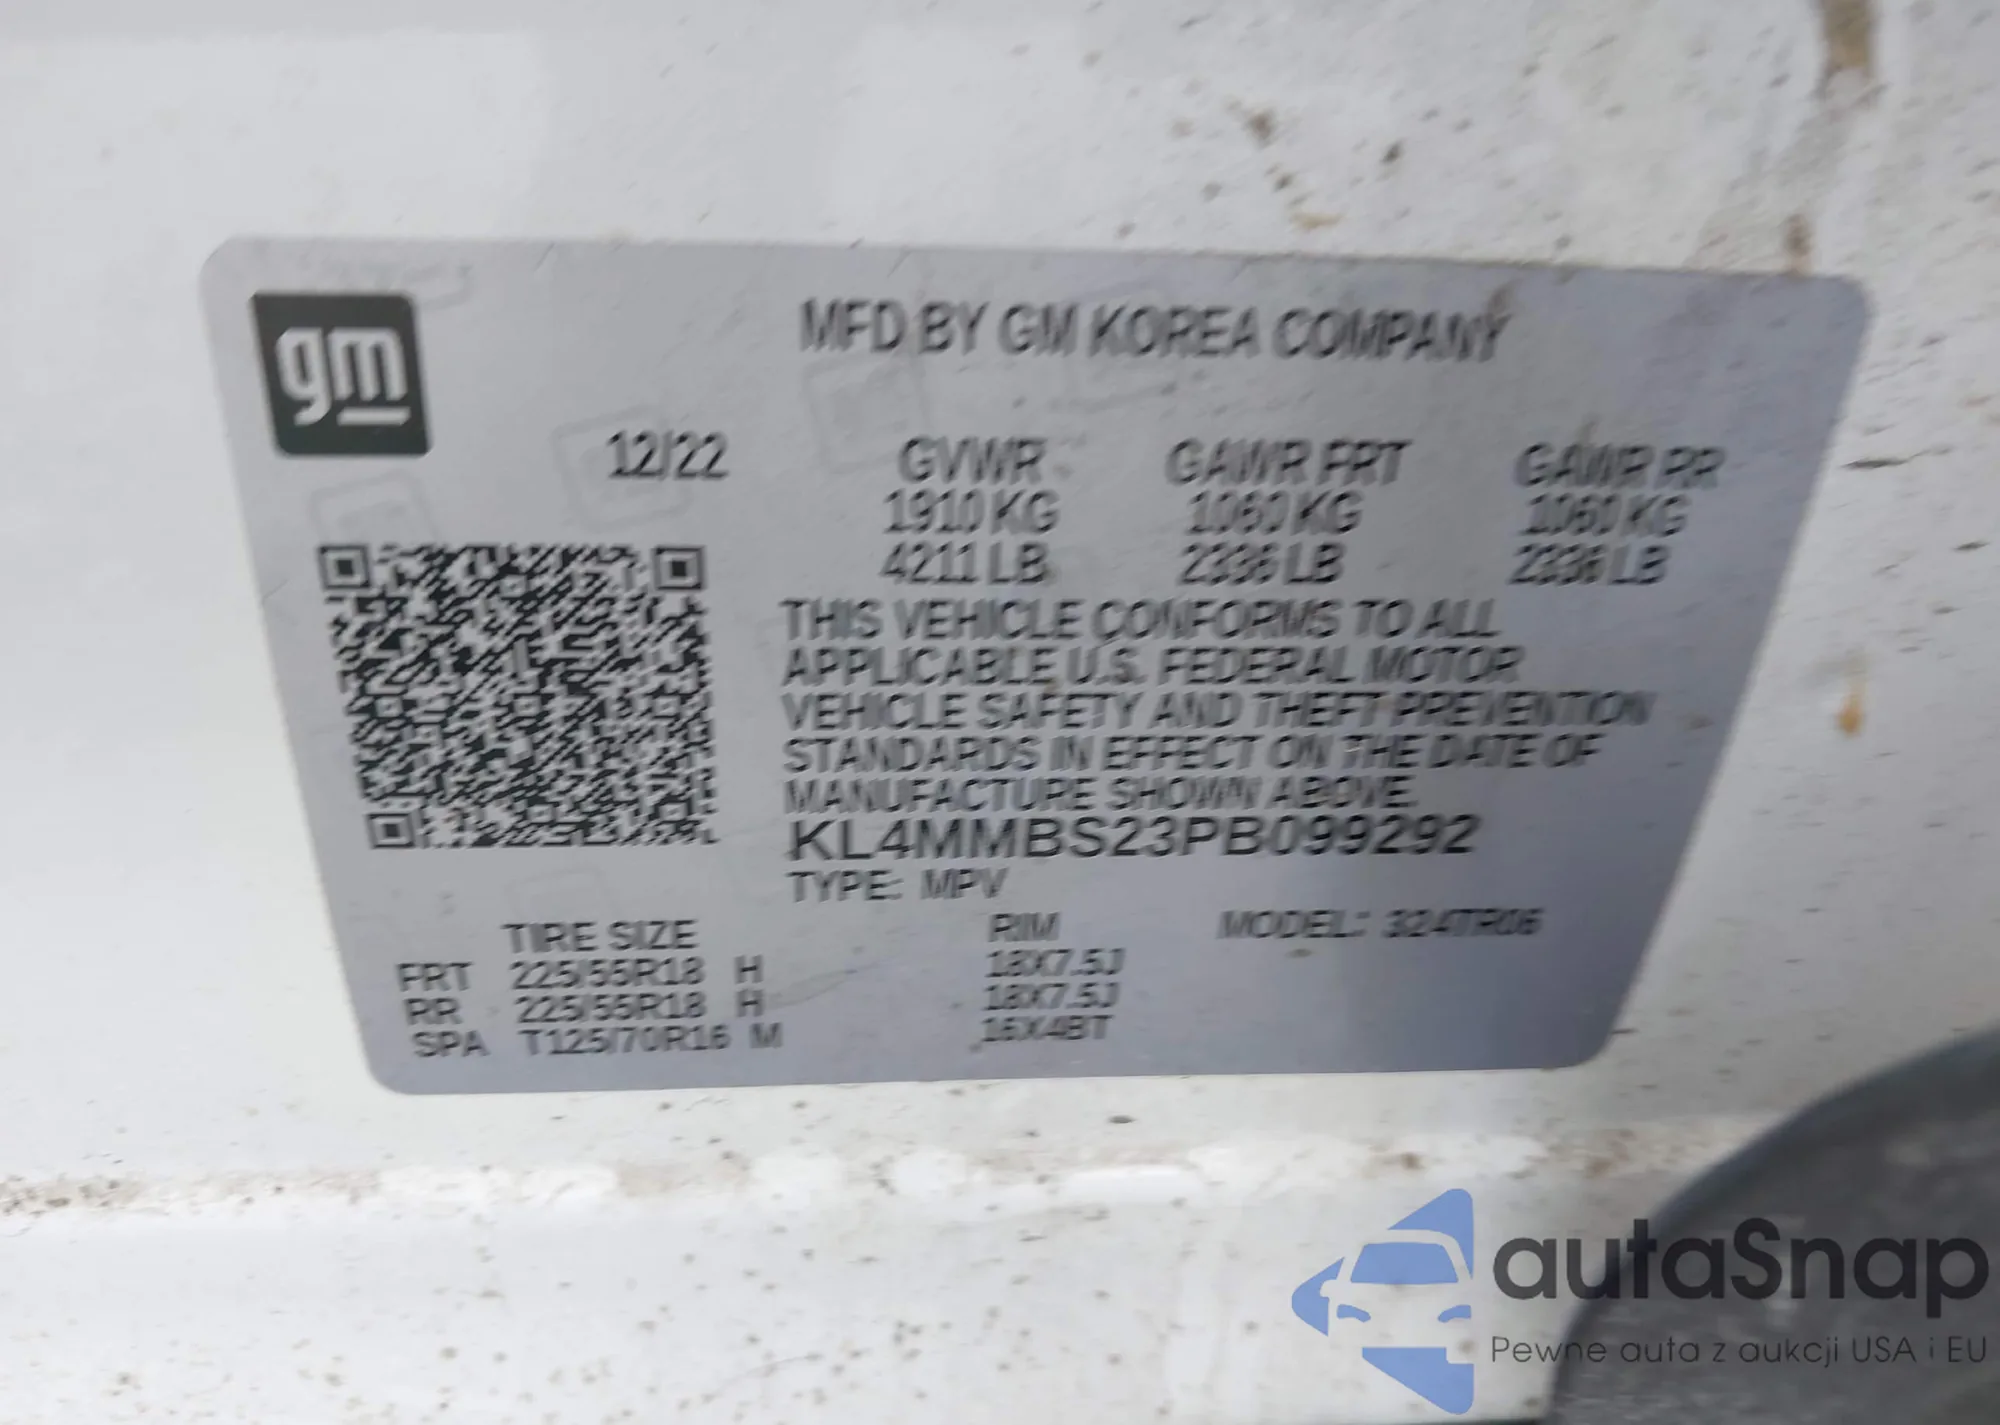 gm
MFD BY GM KOREA COMPANY
12/22
GVWR GAWR FRT GAWR RR
1910 KG 1060 KG 1060 KG
4211 LB 2336 LB 2336 LB
THIS VEHICLE CONFORMS TO ALL
APPLICABLE U.S. FEDERAL MOTOR
VEHICLE SAFETY AND THEFT PREVENTION
STANDARDS IN EFFECT ON THE DATE OF
MANUFACTURE SHOWN ABOVE.
KL4MMBS23PB099292
TYPE: MPV
TIRE SIZE RIM MODEL: 324TR06
FRT 225/55R18 H 18X7.5J
RR 225/55R18 H 18X7.5J
SPA T125/70R16 M 16X4BT
autaSnap
Pewne auta z aukcji USA i EU